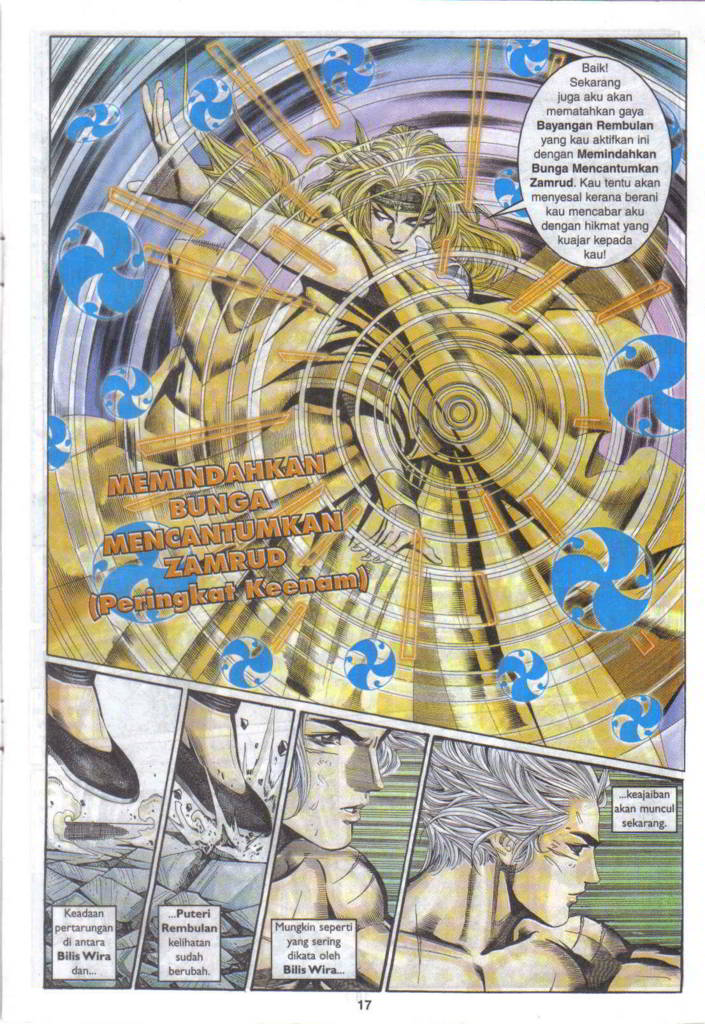 Baik!
Sekarang
juga aku akan
mematahkan gaya
Bayangan Rembulan
yang kau aktifkan ini
dengan Memindahkan
Bunga Mencantumkan
Zamrud. Kau tentu akan
menyesal kerana berani
kau mencabar aku
dengan hikmat yang
kuajar kepada
kau!
MEMINDAHKAN
BUNGA
MENCANTUMKAN
ZAMRUD
(Peringkat Keenam)
Keadaan
pertarungan
di antara
Bilis Wira
dan...
...Puteri
Rembulan
kelihatan
sudah
berubah.
Mungkin seperti
yang sering
dikata oleh
Bilis Wira...
...keajaiban
akan muncul
sekarang.
17